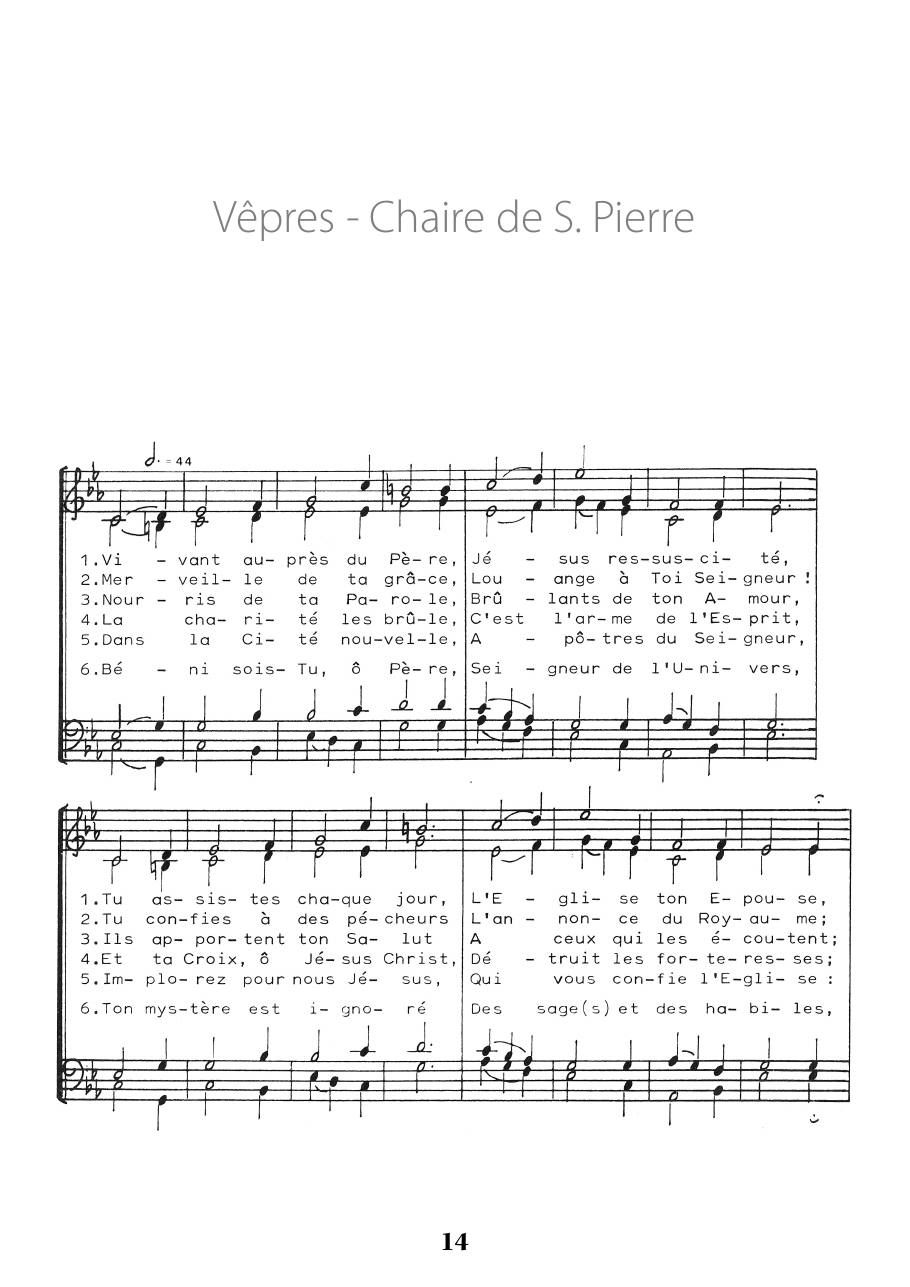 Vêpres - Chaire de S. Pierre
𝅗𝅥. = 44
1.Vi - vant au-près du Pè-re, Jé - sus res-sus-ci - té,
2.Mer - veil- le de ta grâ-ce, Lou - ange à Toi Sei-gneur !
3.Nour - ris de ta Pa- ro-le, Brû - lants de ton A- mour,
4.La cha- ri- té les brû-le, C'est l'ar- me de l'Es-prit,
5.Dans la Ci- té nou-vel-le, A - pô-tres du Sei-gneur,
6.Bé - ni sois-Tu, ô Pè-re, Sei - gneur de l'U-ni- vers,
1.Tu as- sis- tes cha-que jour, L'E - gli- se ton E- pou-se,
2.Tu con-fies à des pé-cheurs L'an - non- ce du Roy-au- me;
3.Ils ap- por-tent ton Sa- lut A ceux qui les é- cou-tent;
4.Et ta Croix, ô Jé-sus Christ, Dé - truit les for-te-res-ses;
5.Im- plo-rez pour nous Jé- sus, Qui vous con-fie l'E-gli-se :
6.Ton mys-tère est i- gno- ré Des sage(s) et des ha-bi-les,
14